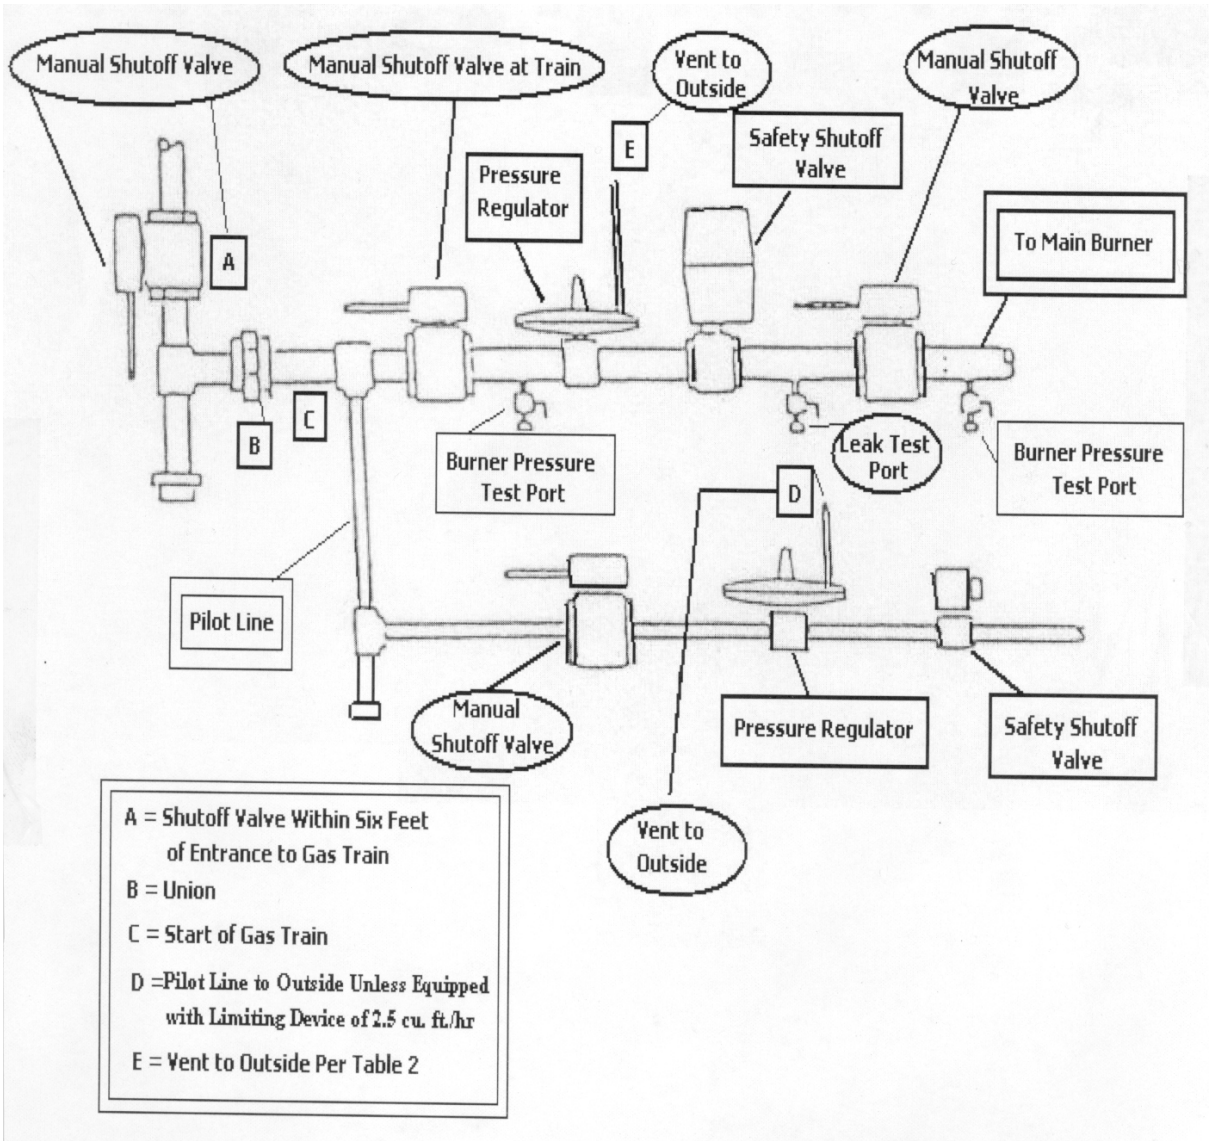 Manual Shutoff Valve
Manual Shutoff Valve at Train
Vent to
Outside
Manual Shutoff
Valve
E
Safety Shutoff
Valve
Pressure
Regulator
A
To Main Burner
C
B
Burner Pressure
Test Port
Leak Test
Port
Burner Pressure
Test Port
D
Pilot Line
Manual
Shutoff Valve
Pressure Regulator
Safety Shutoff
Valve
Vent to
Outside
A = Shutoff Valve Within Six Feet
of Entrance to Gas Train
B = Union
C = Start of Gas Train
D =Pilot Line to Outside Unless Equipped
with Limiting Device of 2.5 cu. ft./hr
E = Vent to Outside Per Table 2